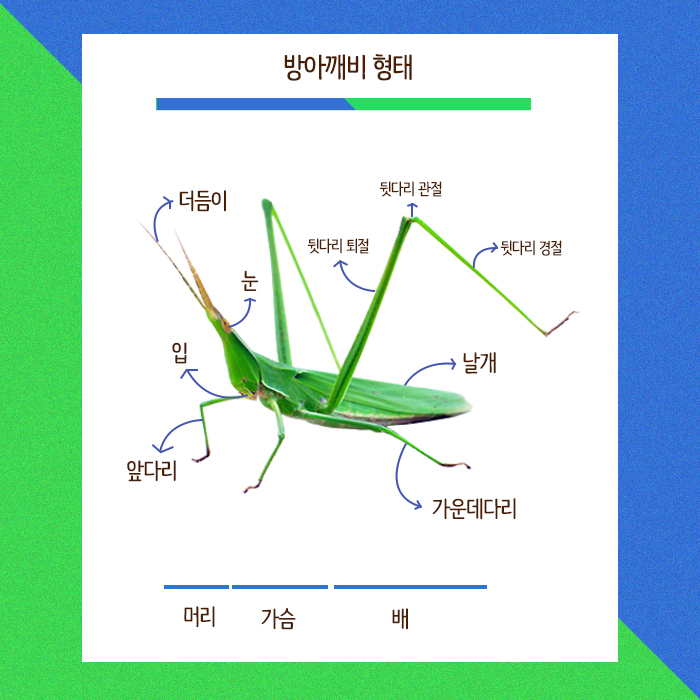 방아깨비 형태
더듬이
뒷다리 관절
뒷다리 퇴절
뒷다리 경절
눈
입
날개
앞다리
가운데다리
머리
가슴
배